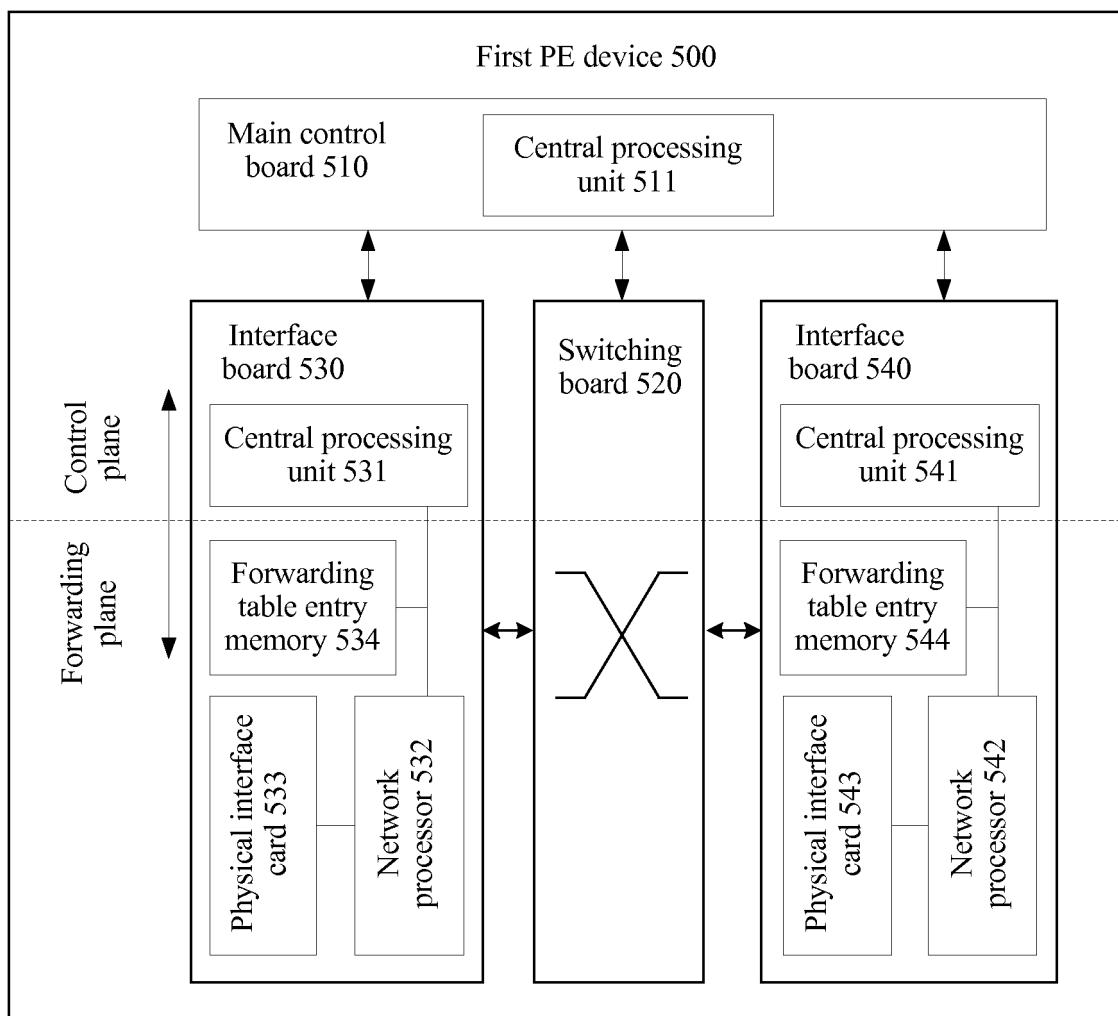 First PE device 500
Main control
board 510
Central processing
unit 511
Interface
board 530
Switching
board 520
Interface
board 540
Control
plane
Central processing
unit 531
Central processing
unit 541
Forwarding
plane
Forwarding
table entry
memory 534
Forwarding
table entry
memory 544
Physical interface
card 533
Network
processor 532
Physical interface
card 543
Network
processor 542